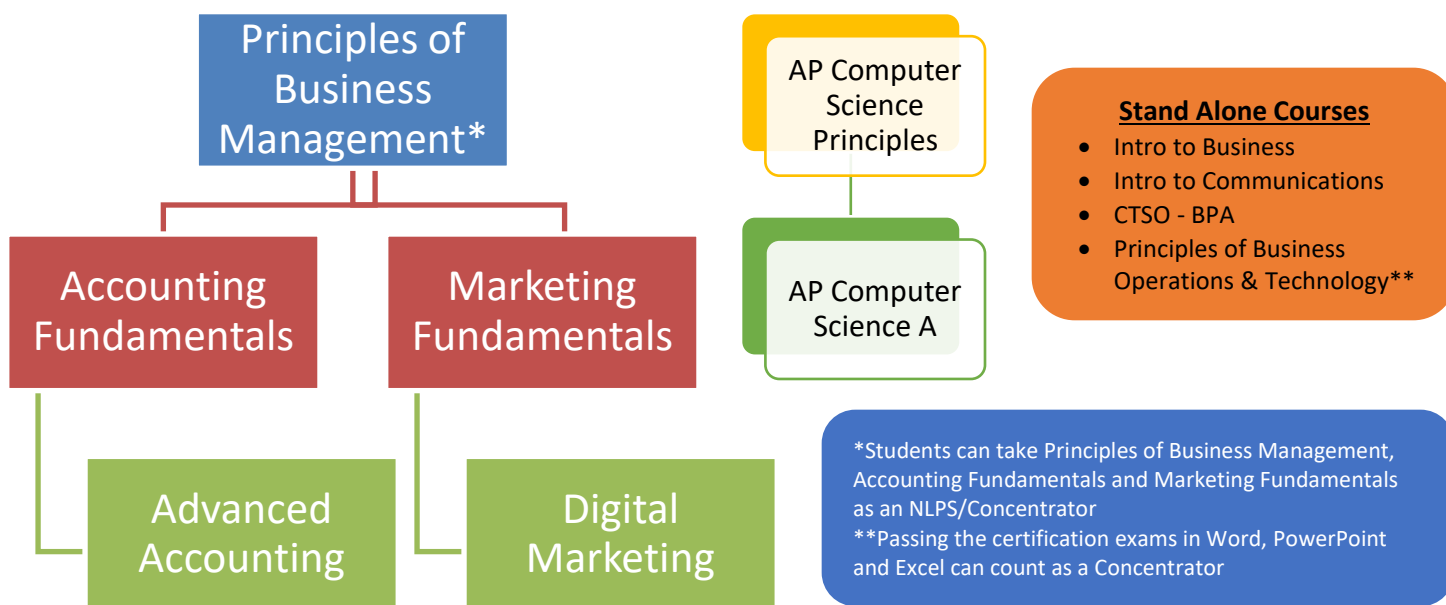 Principles of
Business
Management*
Accounting
Fundamentals
Marketing
Fundamentals
Advanced
Accounting
Digital
Marketing
AP Computer
Science
Principles
AP Computer
Science A
Stand Alone Courses
• Intro to Business
• Intro to Communications
• CTSO - BPA
• Principles of Business
Operations & Technology**
*Students can take Principles of Business Management,
Accounting Fundamentals and Marketing Fundamentals
as an NLPS/Concentrator
**Passing the certification exams in Word, PowerPoint
and Excel can count as a Concentrator